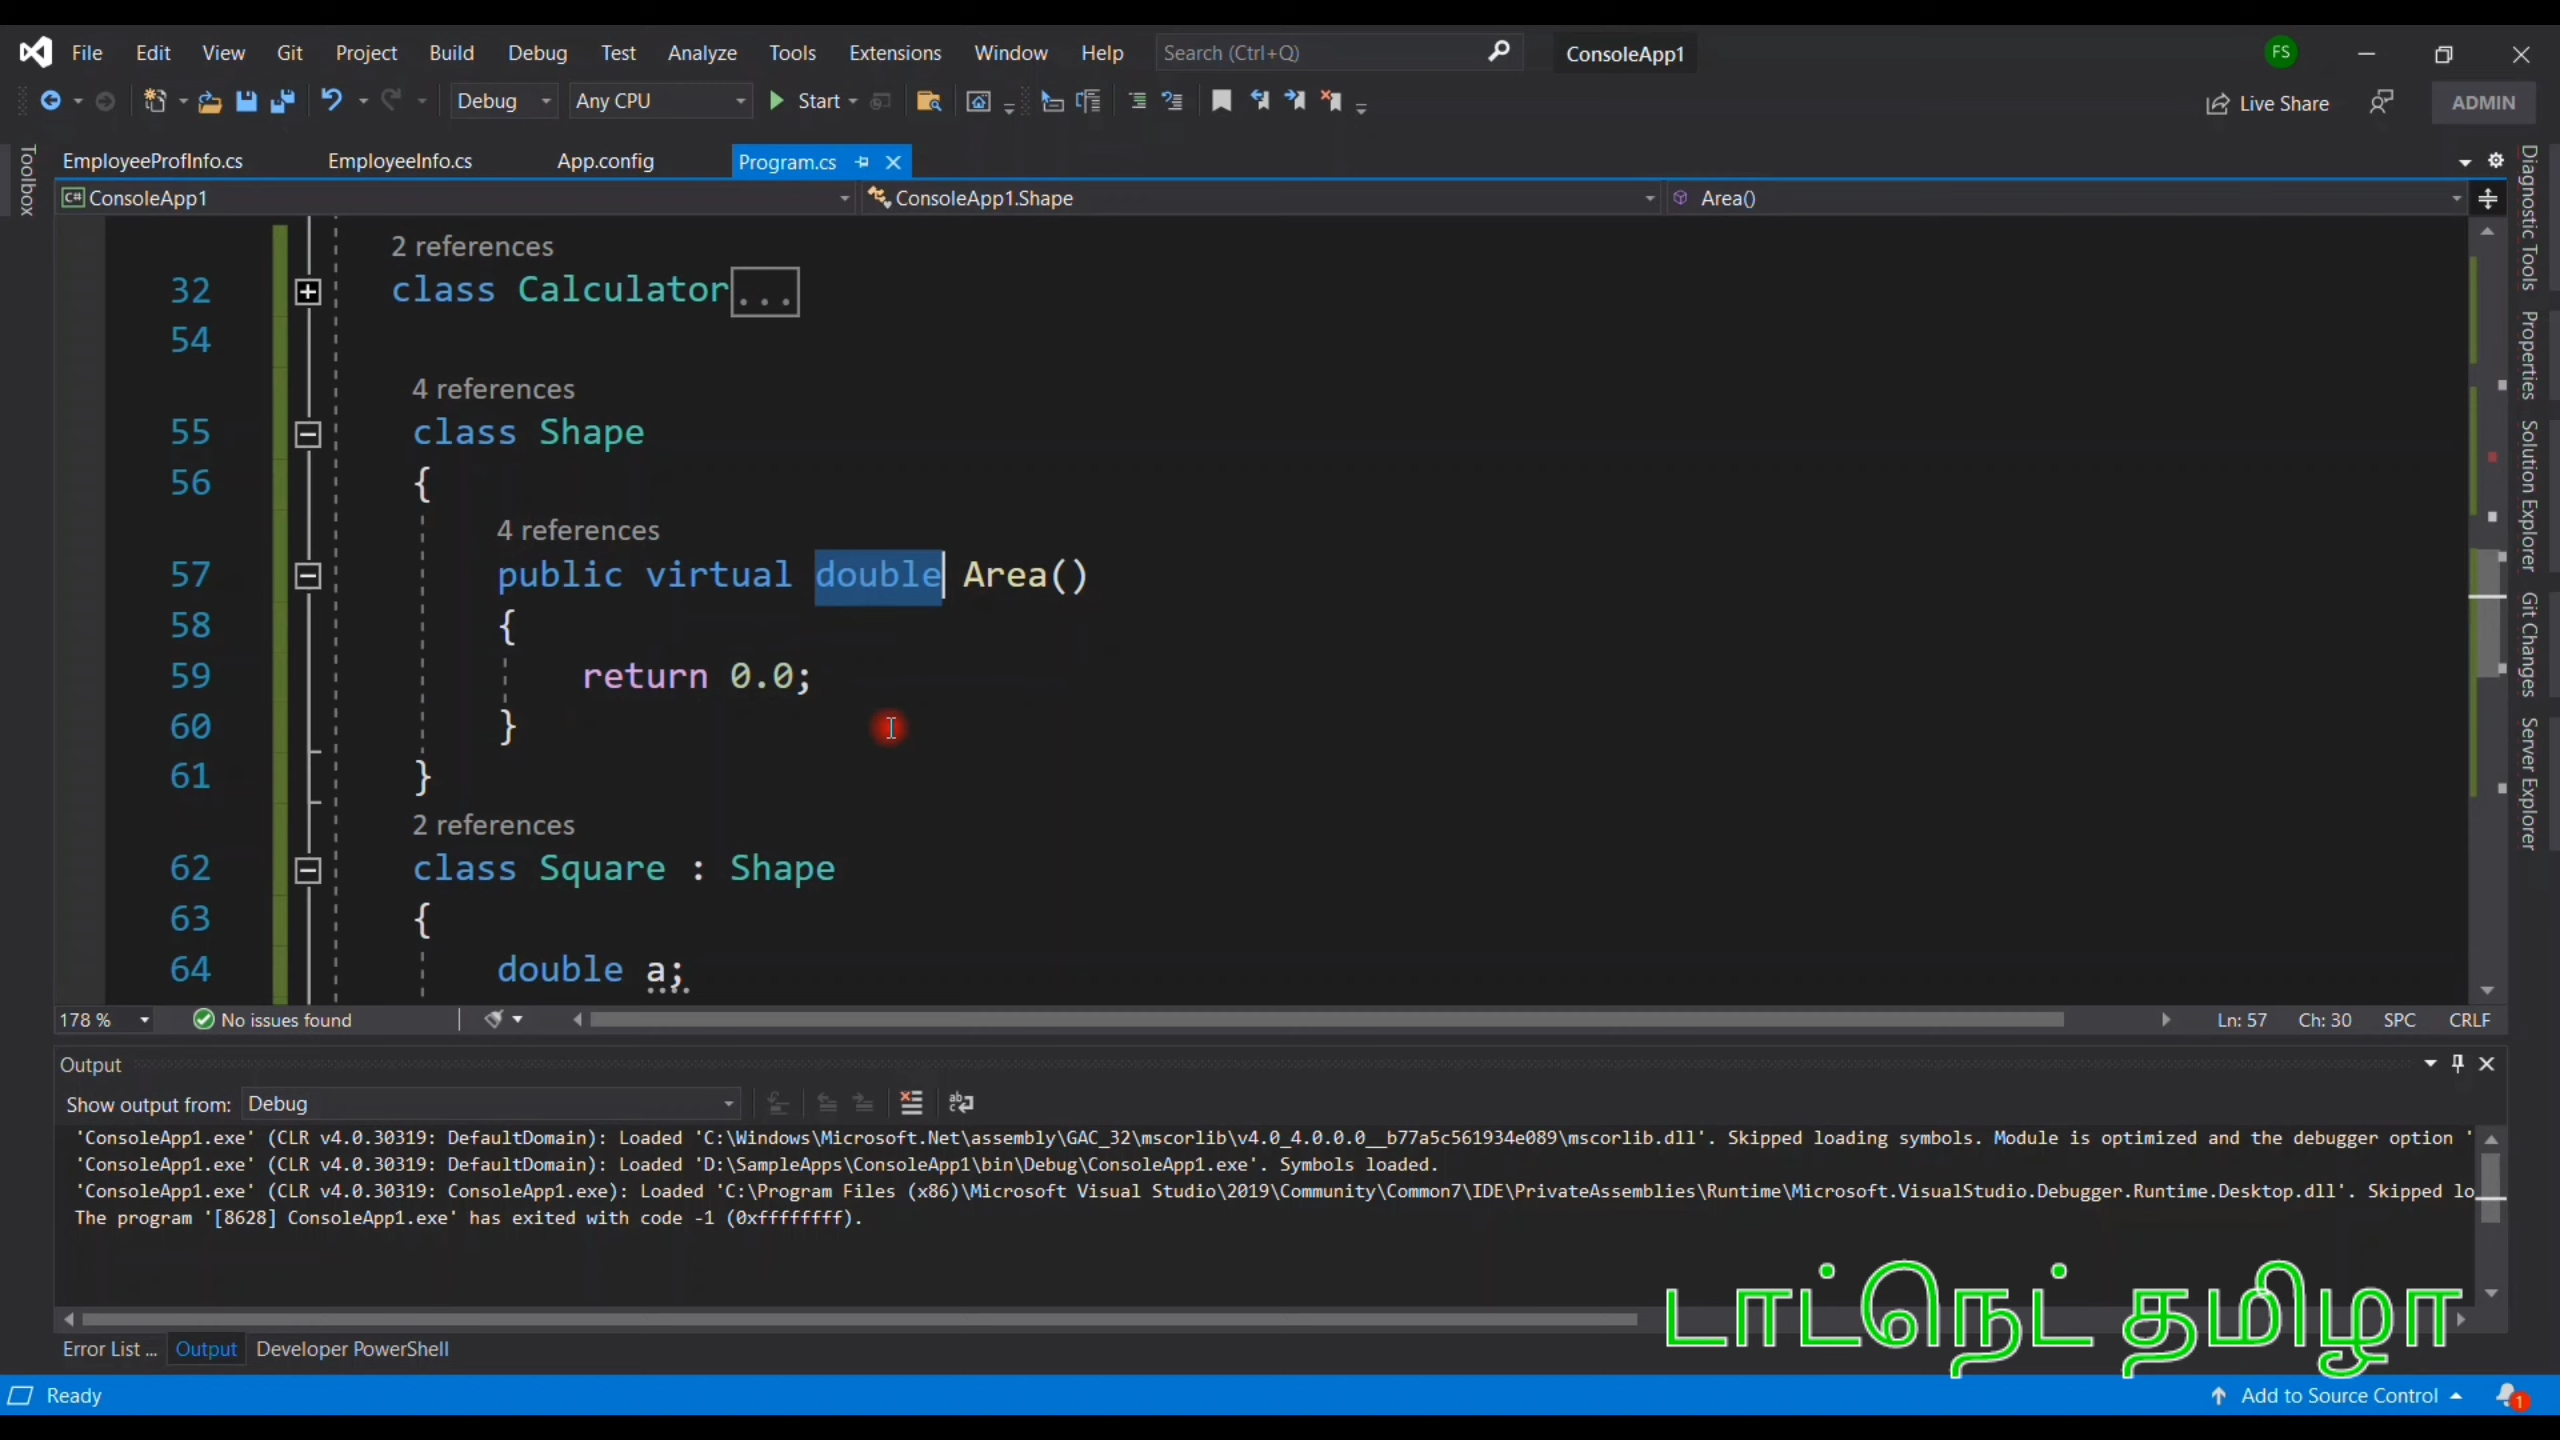 File Edit View Git Project Build Debug Test Analyze Tools Extensions Window Help Search (Ctrl+Q) ConsoleApp1 FS
Debug Any CPU Start Live Share ADMIN
Toolbox
EmployeeProfInfo.cs EmployeeInfo.cs App.config Program.cs
ConsoleApp1 ConsoleApp1.Shape Area()
2 references
32 class Calculator...
54
4 references
55 class Shape
56 {
4 references
57 public virtual double Area()
58 {
59 return 0.0;
60 }
61 }
2 references
62 class Square : Shape
63 {
64 double a;
178 % No issues found Ln: 57 Ch: 30 SPC CRLF
Diagnostic Tools
Properties
Solution Explorer
Git Changes
Server Explorer
Output
Show output from: Debug
'ConsoleApp1.exe' (CLR v4.0.30319: DefaultDomain): Loaded 'C:\Windows\Microsoft.Net\assembly\GAC_32\mscorlib\v4.0_4.0.0.0__b77a5c561934e089\mscorlib.dll'. Skipped loading symbols. Module is optimized and the debugger option '
'ConsoleApp1.exe' (CLR v4.0.30319: DefaultDomain): Loaded 'D:\SampleApps\ConsoleApp1\bin\Debug\ConsoleApp1.exe'. Symbols loaded.
'ConsoleApp1.exe' (CLR v4.0.30319: ConsoleApp1.exe): Loaded 'C:\Program Files (x86)\Microsoft Visual Studio\2019\Community\Common7\IDE\PrivateAssemblies\Runtime\Microsoft.VisualStudio.Debugger.Runtime.Desktop.dll'. Skipped lo
The program '[8628] ConsoleApp1.exe' has exited with code -1 (0xffffffff).
டாட்நெட் தமிழா
Error List ... Output Developer PowerShell
Ready Add to Source Control 1